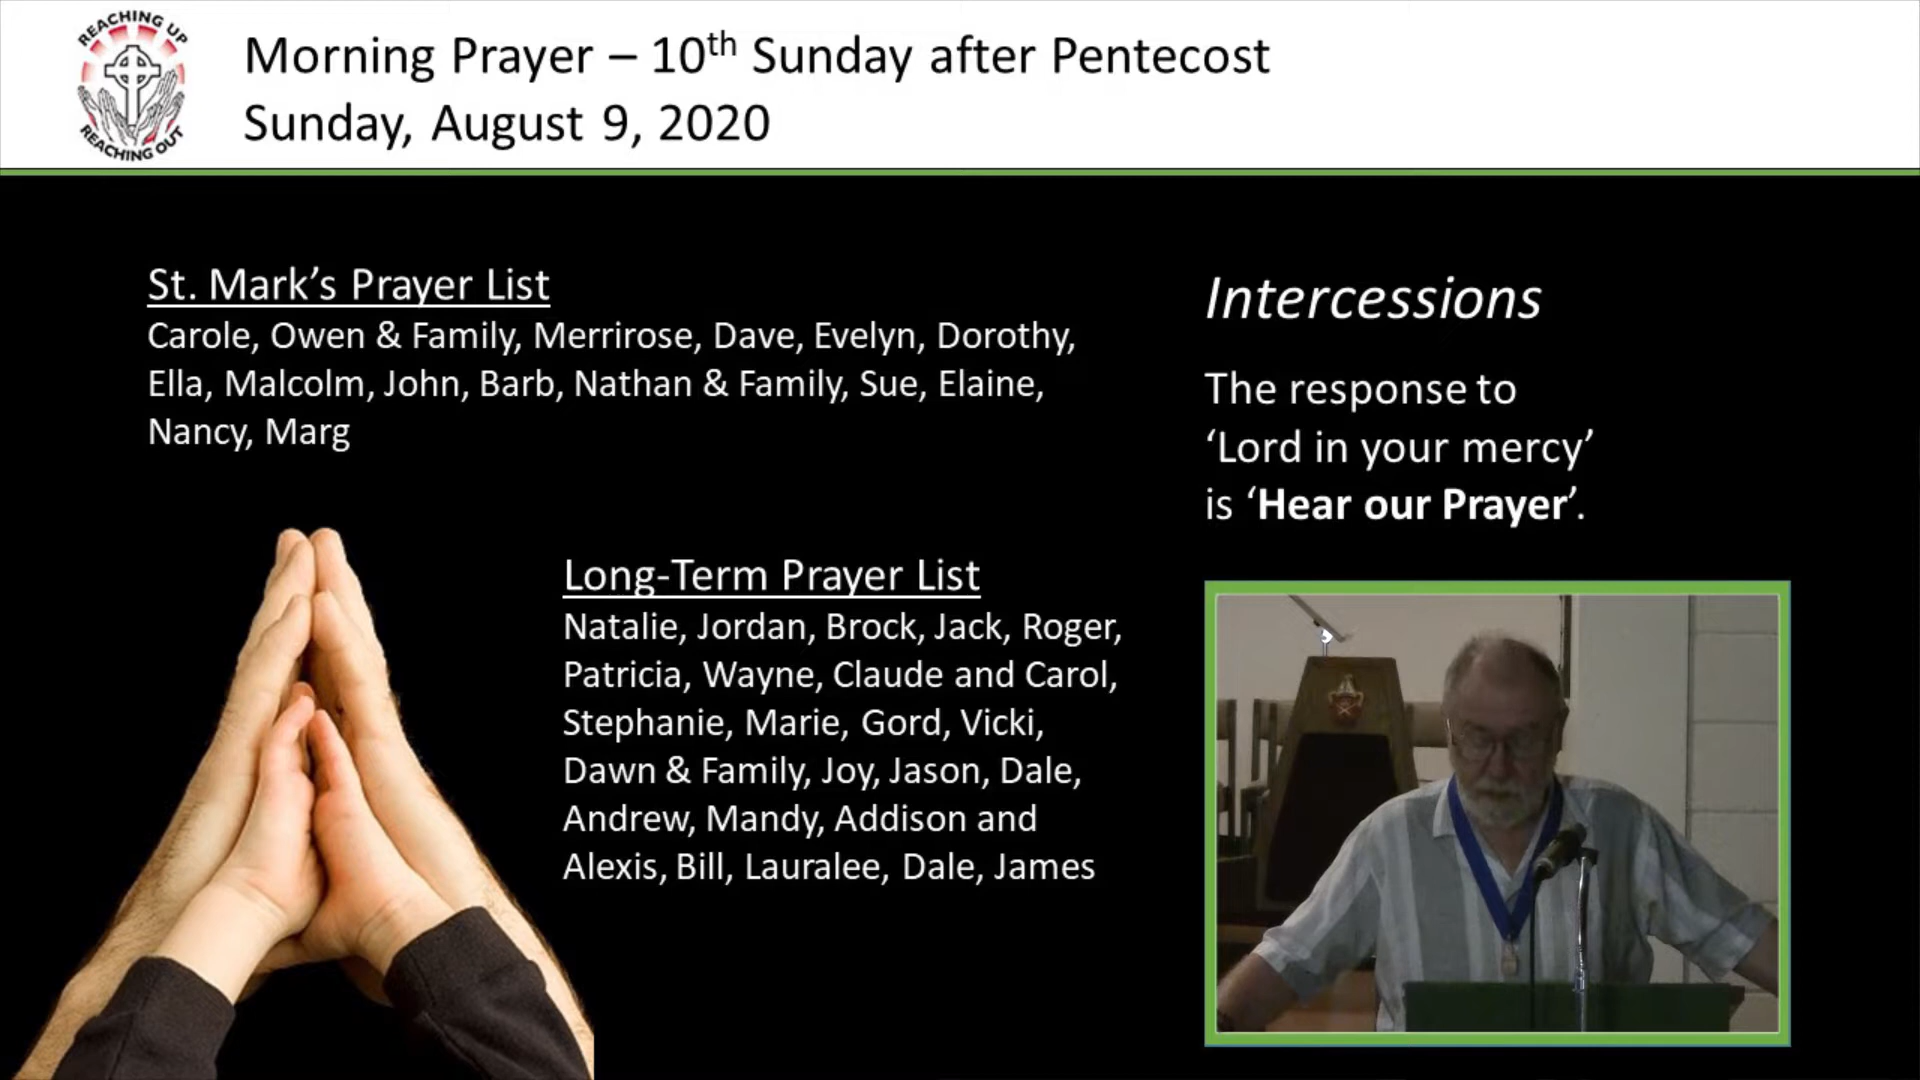 REACHING UP
REACHING OUT
Morning Prayer – 10th Sunday after Pentecost
Sunday, August 9, 2020
St. Mark’s Prayer List
Carole, Owen & Family, Merrirose, Dave, Evelyn, Dorothy,
Ella, Malcolm, John, Barb, Nathan & Family, Sue, Elaine,
Nancy, Marg
Long-Term Prayer List
Natalie, Jordan, Brock, Jack, Roger,
Patricia, Wayne, Claude and Carol,
Stephanie, Marie, Gord, Vicki,
Dawn & Family, Joy, Jason, Dale,
Andrew, Mandy, Addison and
Alexis, Bill, Lauralee, Dale, James
Intercessions
The response to
‘Lord in your mercy’
is ‘Hear our Prayer’.